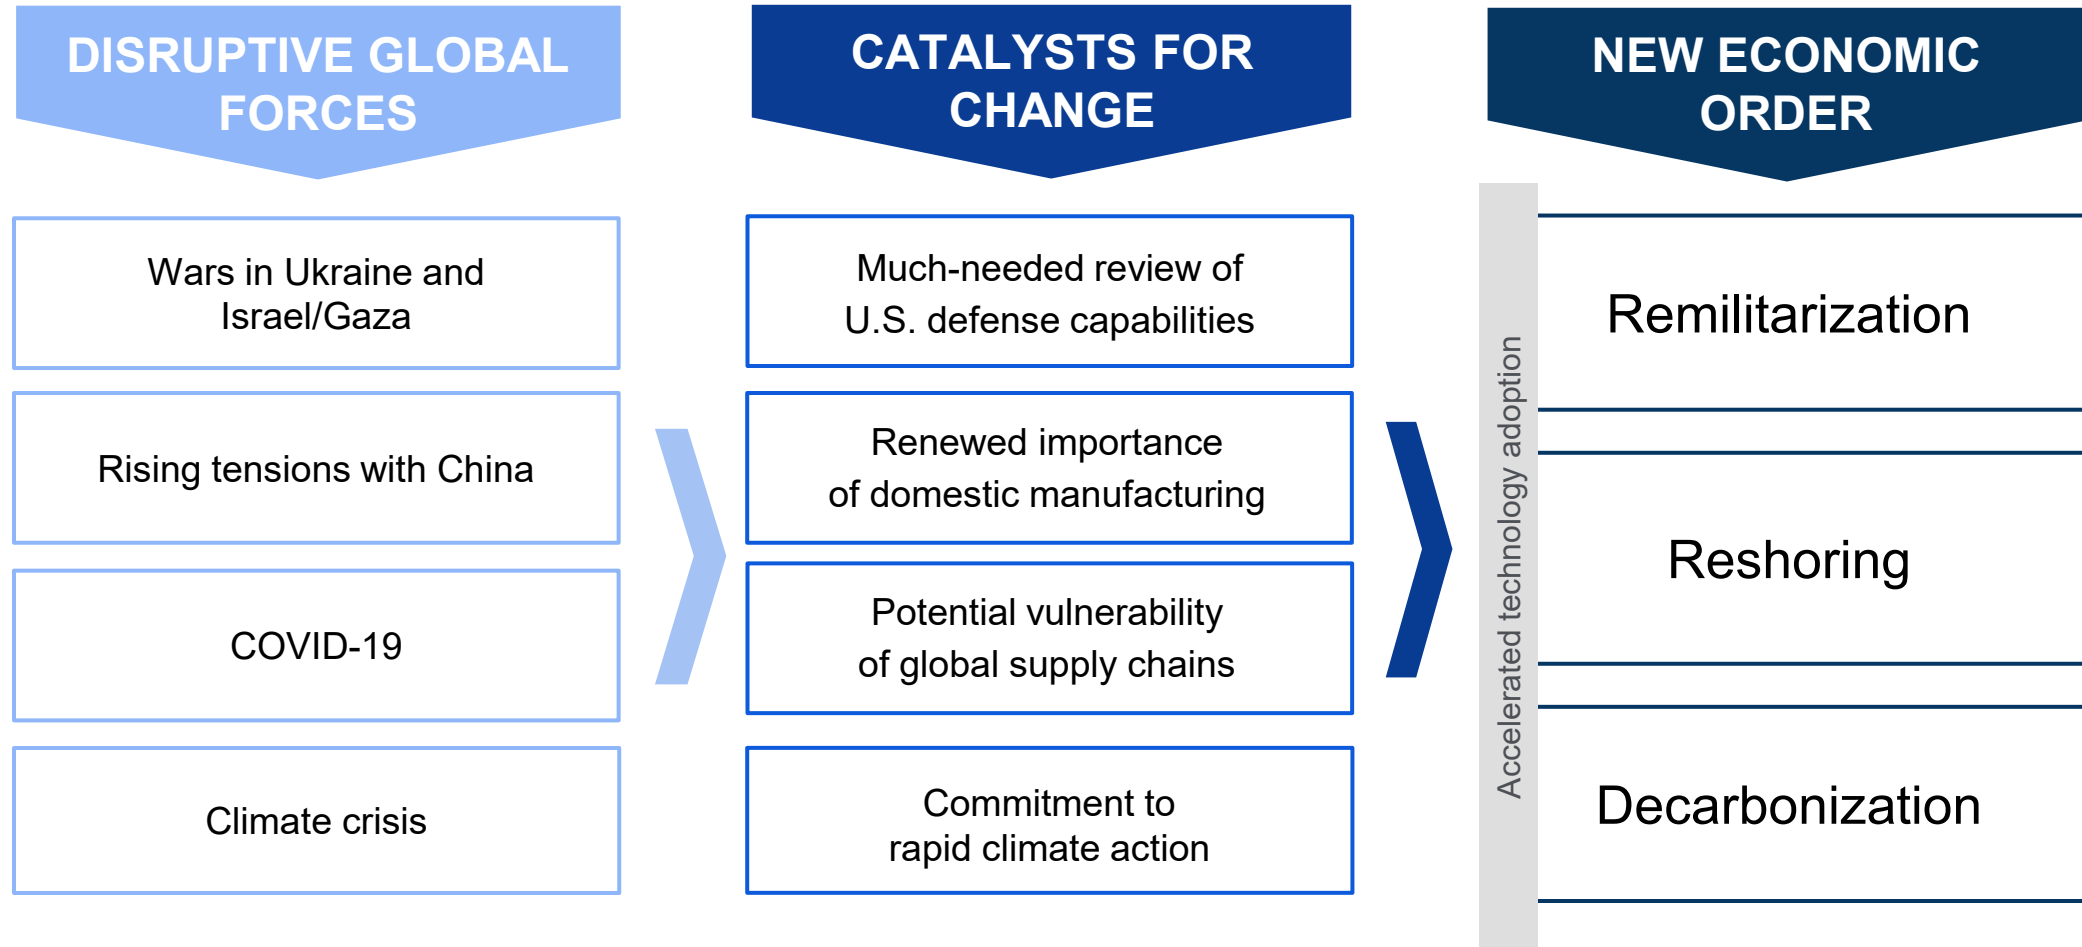 DISRUPTIVE GLOBAL
FORCES
Wars in Ukraine and
Israel/Gaza
Rising tensions with China
COVID-19
Climate crisis
CATALYSTS FOR
CHANGE
Much-needed review of
U.S. defense capabilities
Renewed importance
of domestic manufacturing
Potential vulnerability
of global supply chains
Commitment to
rapid climate action
NEW ECONOMIC
ORDER
Accelerated technology adoption
Remilitarization
Reshoring
Decarbonization